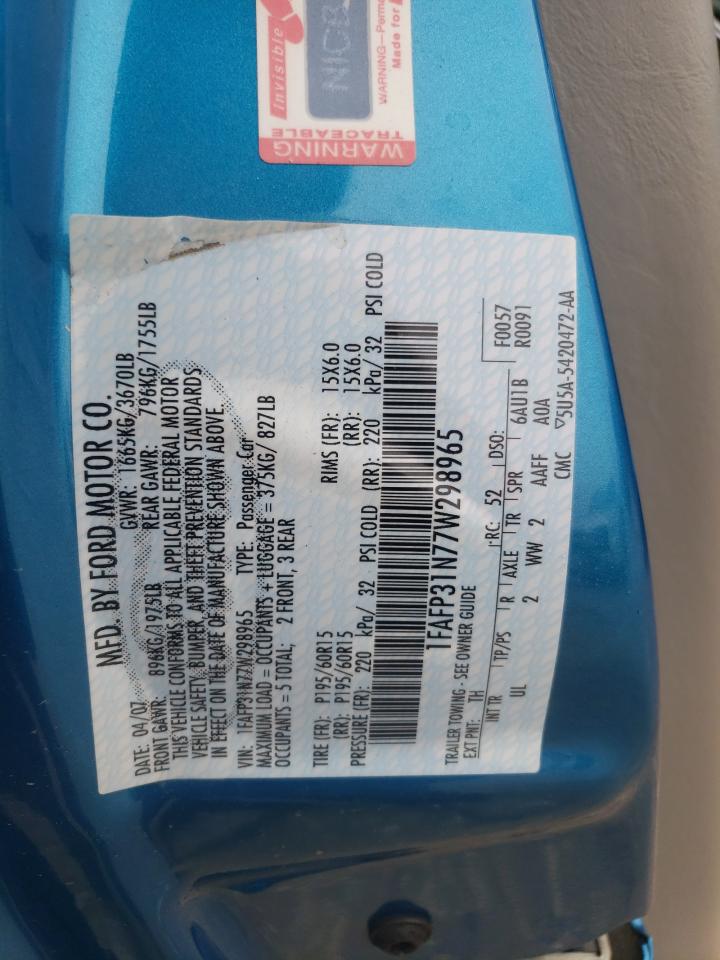 MFD. BY FORD MOTOR CO.
DATE: 04/07 GVWR: 1665KG/3670LB
FRONT GAWR: 896KG/1975LB REAR GAWR: 796KG/1755LB
THIS VEHICLE CONFORMS TO ALL APPLICABLE FEDERAL MOTOR
VEHICLE SAFETY, BUMPER, AND THEFT PREVENTION STANDARDS
IN EFFECT ON THE DATE OF MANUFACTURE SHOWN ABOVE.
VIN: 1FAFP31N77W298965 TYPE: Passenger Car
MAXIMUM LOAD = OCCUPANTS + LUGGAGE = 375KG/ 827LB
OCCUPANTS = 5 TOTAL; 2 FRONT, 3 REAR
TIRE (FR): P195/60R15 RIMS (FR): 15X6.0
(RR): P195/60R15 (RR): 15X6.0
PRESSURE (FR): 220 kPa/ 32 PSI COLD (RR): 220 kPa/ 32 PSI COLD
1FAFP31N77W298965
TRAILER TOWING - SEE OWNER GUIDE
EXT PNT: TH RC: 52 DSO: F0057
R0091
INT TR TP/PS R AXLE TR SPR 6AU1B
UL 2 WW 2 AAFF A0A
CMC ▽5U5A-5420472-AA
WARNING
TRACEABLE
Invisible
NICB
WARNING—Perma
Made for